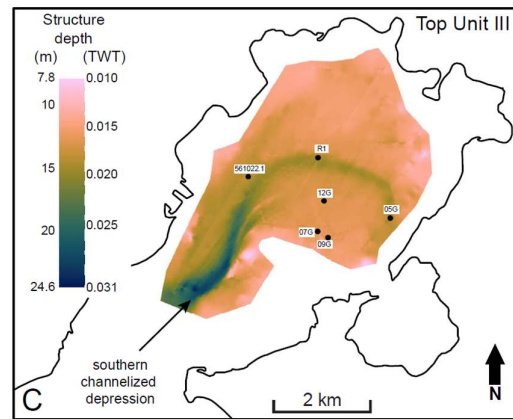 Structure
depth
(m) (TWT)
Top Unit III
7.8 0.010
10
0.015
15
0.020
20
0.025
24.6 0.031
R1
561022.1
12G
05G
07G
09G
southern
channelized
depression
C
2 km
N